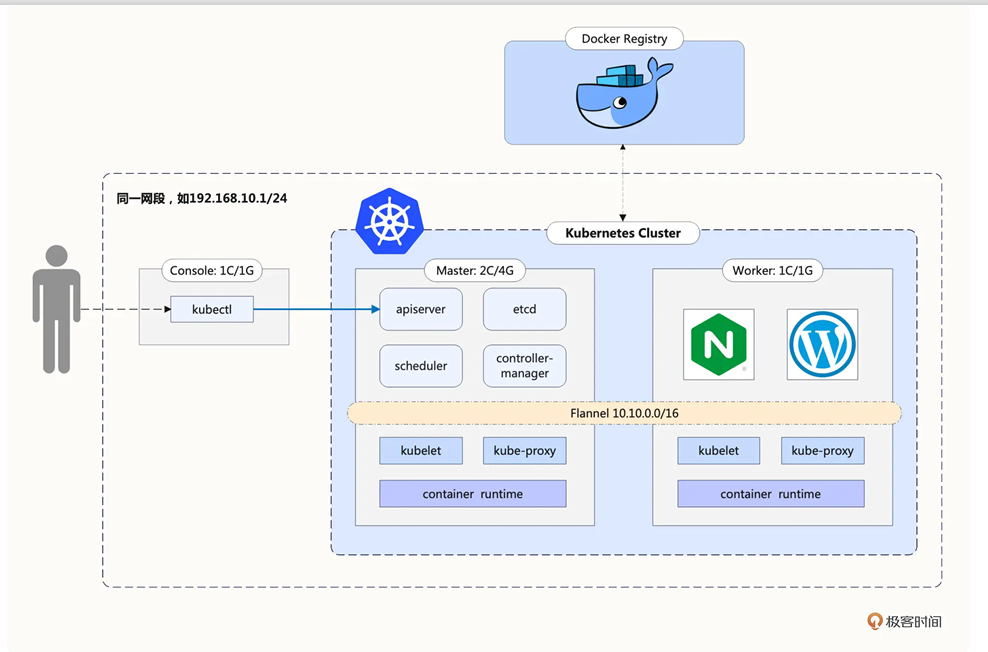 Docker Registry
同一网段，如192.168.10.1/24
Kubernetes Cluster
Console: 1C/1G
kubectl
Master: 2C/4G
apiserver
etcd
scheduler
controller-
manager
Worker: 1C/1G
N
W
Flannel 10.10.0.0/16
kubelet
kube-proxy
container runtime
kubelet
kube-proxy
container runtime
极客时间